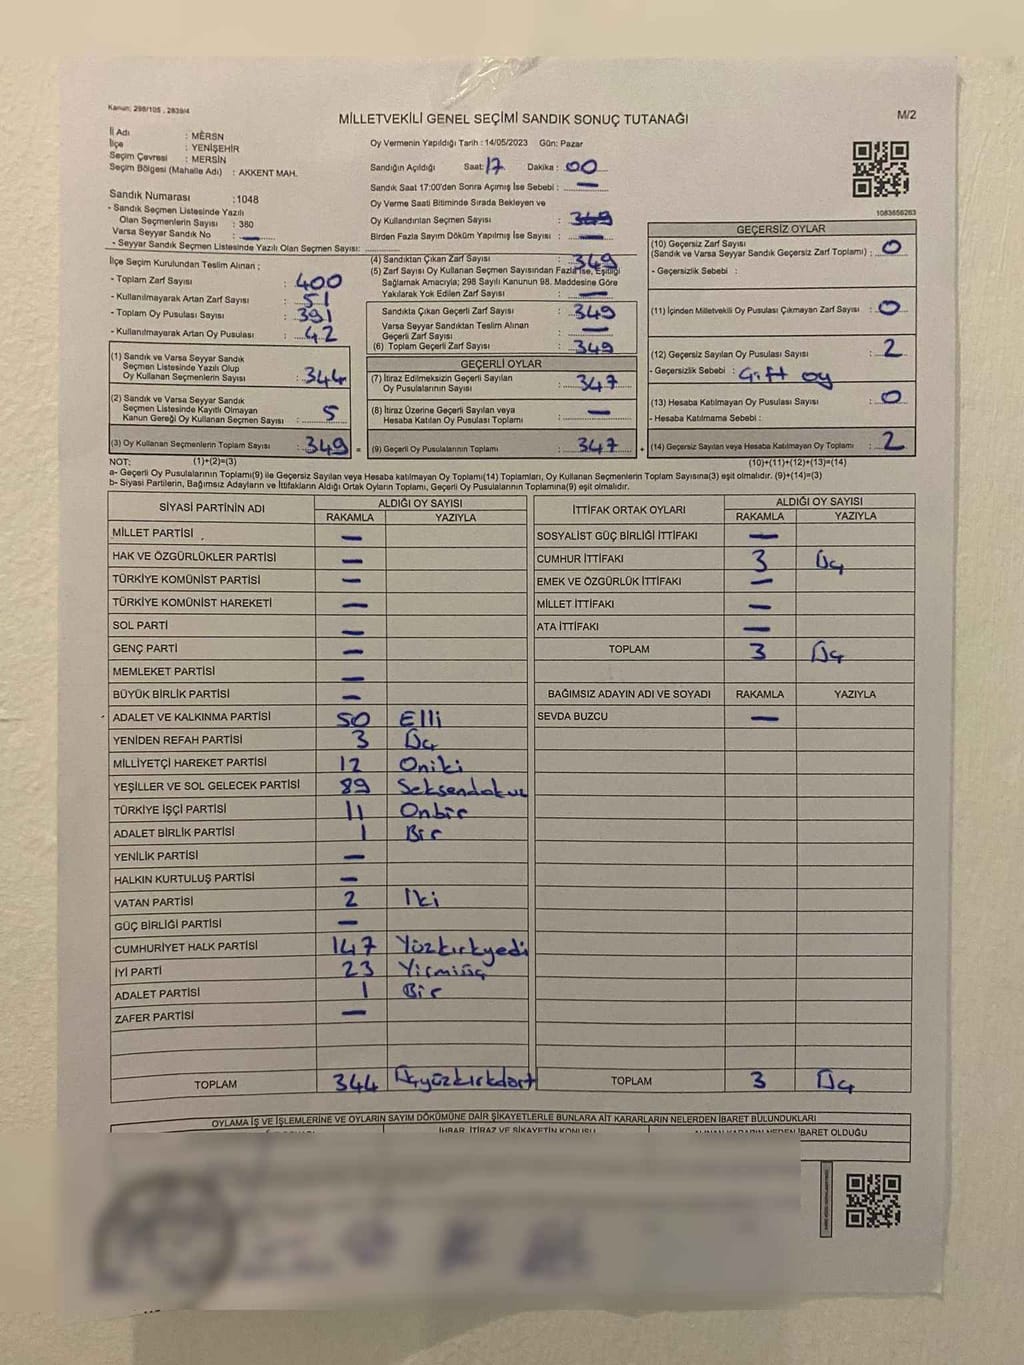 Kanun: 298/105 , 2839/4
MİLLETVEKİLİ GENEL SEÇİMİ SANDIK SONUÇ TUTANAĞI
M/2
İl Adı : MERSN
İlçe : YENİŞEHİR
Seçim Çevresi : MERSİN
Seçim Bölgesi (Mahalle Adı) : AKKENT MAH.
Sandık Numarası : 1048
- Sandık Seçmen Listesinde Yazılı
Olan Seçmenlerin Sayısı : 380
Varsa Seyyar Sandık No : —
- Seyyar Sandık Seçmen Listesinde Yazılı Olan Seçmen Sayısı:
Oy Vermenin Yapıldığı Tarih : 14/05/2023 Gün: Pazar
Sandığın Açıldığı Saat: 17 Dakika : 00
Sandık Saat 17:00'den Sonra Açımış İse Sebebi : —
Oy Verme Saati Bitiminde Sırada Bekleyen ve
Oy Kullandırılan Seçmen Sayısı : 349
Birden Fazla Sayım Döküm Yapılmış İse Sayısı : —
1083656263
İlçe Seçim Kurulundan Teslim Alınan ;
- Toplam Zarf Sayısı : 400
- Kullanılmayarak Artan Zarf Sayısı : 51
- Toplam Oy Pusulası Sayısı : 391
- Kullanılmayarak Artan Oy Pusulası : 42
(1) Sandık ve Varsa Seyyar Sandık
Seçmen Listesinde Yazılı Olup
Oy Kullanan Seçmenlerin Sayısı : 344
(2) Sandık ve Varsa Seyyar Sandık
Seçmen Listesinde Kayıtlı Olmayan
Kanun Gereği Oy Kullanan Seçmen Sayısı : 5
(3) Oy Kullanan Seçmenlerin Toplam Sayısı : 349
(4) Sandıktan Çıkan Zarf Sayısı : 349
(5) Zarf Sayısı Oy Kullanan Seçmen Sayısından Fazla İse, Eşitliği
Sağlamak Amacıyla; 298 Sayılı Kanunun 98. Maddesine Göre
Yakılarak Yok Edilen Zarf Sayısı : —
Sandıkta Çıkan Geçerli Zarf Sayısı : 349
Varsa Seyyar Sandıktan Teslim Alınan
Geçerli Zarf Sayısı : —
(6) Toplam Geçerli Zarf Sayısı : 349
GEÇERLİ OYLAR
(7) İtiraz Edilmeksizin Geçerli Sayılan
Oy Pusulalarının Sayısı : 347
(8) İtiraz Üzerine Geçerli Sayılan veya
Hesaba Katılan Oy Pusulası Toplamı : —
= (9) Geçerli Oy Pusulalarının Toplamı : 347
GEÇERSİZ OYLAR
(10) Geçersiz Zarf Sayısı
(Sandık ve Varsa Seyyar Sandık Geçersiz Zarf Toplamı) : 0
- Geçersizlik Sebebi :
(11) İçinden Milletvekili Oy Pusulası Çıkmayan Zarf Sayısı : 0
(12) Geçersiz Sayılan Oy Pusulası Sayısı : 2
- Geçersizlik Sebebi : Çift oy
(13) Hesaba Katılmayan Oy Pusulası Sayısı : 0
- Hesaba Katılmama Sebebi :
+ (14) Geçersiz Sayılan veya Hesaba Katılmayan Oy Toplamı : 2
NOT: (1)+(2)=(3) (10)+(11)+(12)+(13)=(14)
a- Geçerli Oy Pusulalarının Toplamı(9) ile Geçersiz Sayılan veya Hesaba katılmayan Oy Toplamı(14) Toplamları, Oy Kullanan Seçmenlerin Toplam Sayısına(3) eşit olmalıdır. (9)+(14)=(3)
b- Siyasi Partilerin, Bağımsız Adayların ve İttifakların Aldığı Ortak Oyların Toplamı, Geçerli Oy Pusulalarının Toplamına(9) eşit olmalıdır.
SİYASİ PARTİNİN ADI ALDIĞI OY SAYISI
RAKAMLA YAZIYLA
MİLLET PARTİSİ —
HAK VE ÖZGÜRLÜKLER PARTİSİ —
TÜRKİYE KOMÜNİST PARTİSİ —
TÜRKİYE KOMÜNİST HAREKETİ —
SOL PARTİ —
GENÇ PARTİ —
MEMLEKET PARTİSİ —
BÜYÜK BİRLİK PARTİSİ —
ADALET VE KALKINMA PARTİSİ 50 Elli
YENİDEN REFAH PARTİSİ 3 Üç
MİLLİYETÇİ HAREKET PARTİSİ 12 Oniki
YEŞİLLER VE SOL GELECEK PARTİSİ 89 Seksendokuz
TÜRKİYE İŞÇİ PARTİSİ 11 Onbir
ADALET BİRLİK PARTİSİ 1 Bir
YENİLİK PARTİSİ —
HALKIN KURTULUŞ PARTİSİ —
VATAN PARTİSİ 2 İki
GÜÇ BİRLİĞİ PARTİSİ —
CUMHURİYET HALK PARTİSİ 147 Yüzkırkyedi
İYİ PARTİ 23 Yirmiüç
ADALET PARTİSİ 1 Bir
ZAFER PARTİSİ —
TOPLAM 344 Üçyüzkırkdört
İTTİFAK ORTAK OYLARI ALDIĞI OY SAYISI
RAKAMLA YAZIYLA
SOSYALİST GÜÇ BİRLİĞİ İTTİFAKI —
CUMHUR İTTİFAKI 3 Üç
EMEK VE ÖZGÜRLÜK İTTİFAKI —
MİLLET İTTİFAKI —
ATA İTTİFAKI —
TOPLAM 3 Üç
BAĞIMSIZ ADAYIN ADI VE SOYADI RAKAMLA YAZIYLA
SEVDA BUZCU —
TOPLAM 3 Üç
OYLAMA İŞ VE İŞLEMLERİNE VE OYLARIN SAYIM DÖKÜMÜNE DAİR ŞİKAYETLERLE BUNLARA AİT KARARLARIN NELERDEN İBARET BULUNDUKLARI
İHBAR, İTİRAZ VE ŞİKAYETİN KONUSU
ALINAN KARARIN NEDEN İBARET OLDUĞU